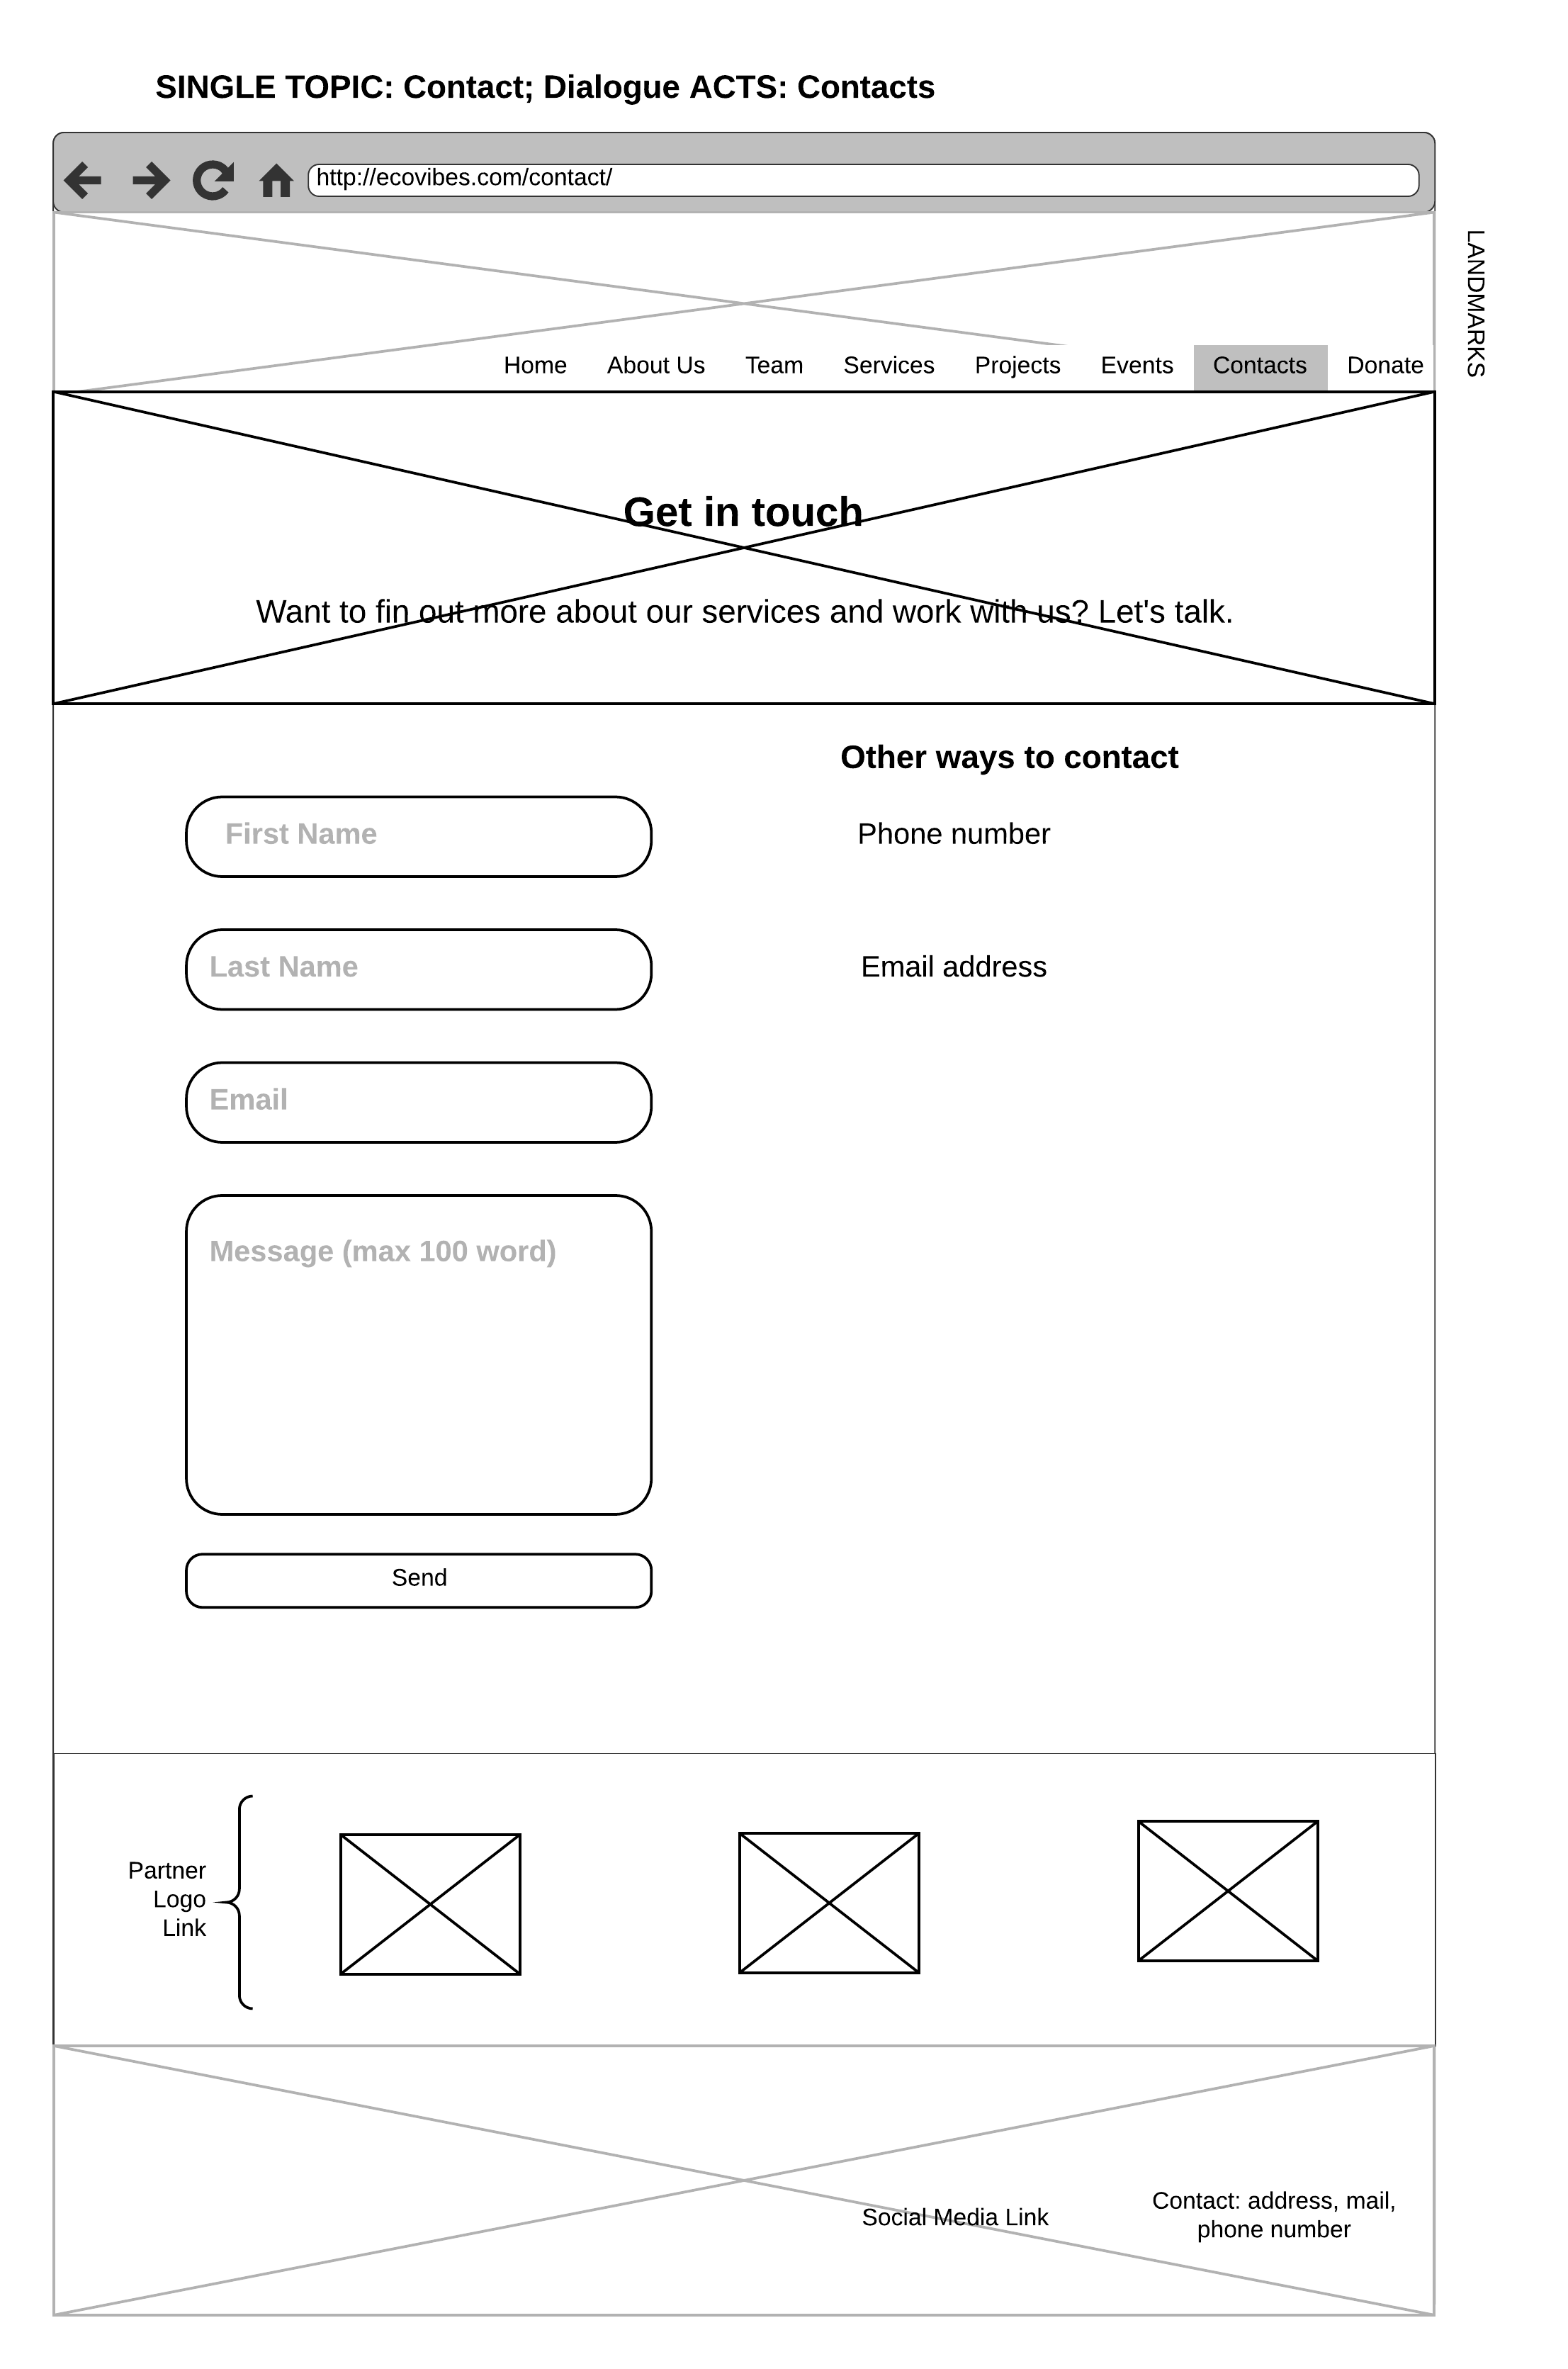 SINGLE TOPIC: Contact; Dialogue ACTS: Contacts
http://ecovibes.com/contact/
LANDMARKS
Home About Us Team Services Projects Events Contacts Donate
Get in touch
Want to fin out more about our services and work with us? Let's talk.
Other ways to contact
First Name
Phone number
Last Name
Email address
Email
Message (max 100 word)
Send
Partner
Logo
Link
Social Media Link
Contact: address, mail,
phone number